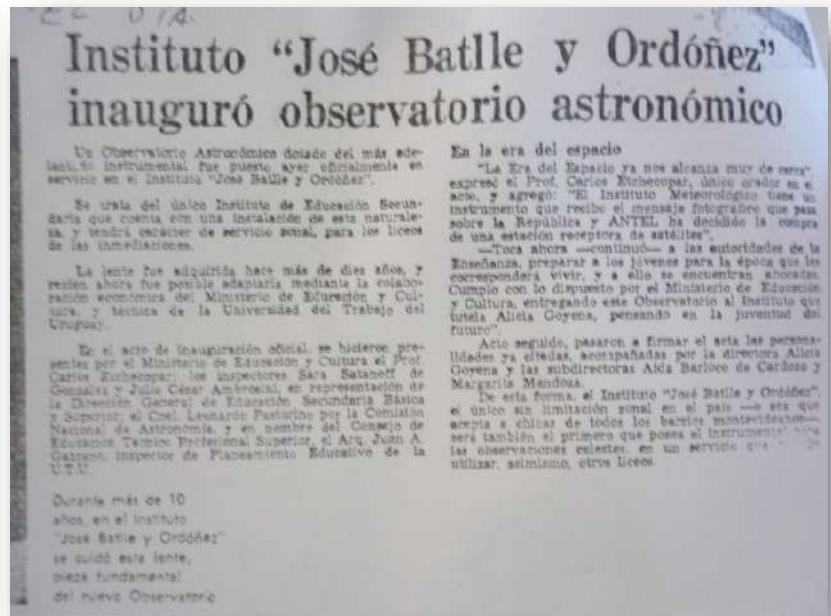 EL DIA
Instituto “José Batlle y Ordóñez”
inauguró observatorio astronómico
Un Observatorio Astronómico dotado del más ade-
lantado instrumental fue puesto ayer oficialmente en
servicio en el Instituto "José Batlle y Ordóñez".
Se trata del único Instituto de Educación Secun-
daria que cuenta con una instalación de esta naturale-
za, y tendrá carácter de servicio zonal, para los liceos
de las inmediaciones.
La lente fue adquirida hace más de diez años, y
recien ahora fue posible adaptarla mediante la colabo-
ración económica del Ministerio de Educación y Cul-
tura, y técnica de la Universidad del Trabajo del
Uruguay.
En el acto de inauguración oficial, se hicieron pre-
sentes por el Ministerio de Educación y Cultura el Prof.
Carlos Etchecopar; los inspectores Sara Satanoff de
González y Julio César Ambrosini, en representación de
la Dirección General de Educación Secundaria Básica
y Superior; el Cnel. Leonardo Pastorino por la Comisión
Nacional de Astronomía, y en nombre del Consejo de
Educación Técnico Profesional Superior, el Arq. Juan A.
Gazzano, inspector de Planeamiento Educativo de la
U.T.U.
Durante más de 10
años, en el Instituto
"José Batlle y Ordóñez"
se cuidó este lente,
pieza fundamental
del nuevo Observatorio
En la era del espacio
"La Era del Espacio ya nos alcanza muy de cerca"
expresó el Prof. Carlos Etchecopar, único orador en el
acto, y agregó: "El Instituto Meteorológico tiene un
instrumento que recibe el mensaje fotográfico que pasa
sobre la República y ANTEL ha decidido la compra
de una estación receptora de satélites".
—Toca ahora —continuó— a las autoridades de la
Enseñanza, preparar a los jóvenes para la época que les
corresponderá vivir, y a ello se encuentran abocadas.
Cumplo con lo dispuesto por el Ministerio de Educación
y Cultura, entregando este Observatorio al Instituto que
tutela Alicia Goyena, pensando en la juventud del
futuro".
Acto seguido, pasaron a firmar el acta las persona-
lidades ya citadas, acompañadas por la directora Alicia
Goyena y las subdirectoras Aida Barloco de Cardozo y
Margarita Mendoza.
De esta forma, el Instituto "José Batlle y Ordóñez",
el único sin limitación zonal en el país —o sea que
acepta a chicas de todos los barrios montevideanos—
será también el primero que posea el instrumental
las observaciones celestes, en un servicio que
utilizar, asimismo, otros liceos.